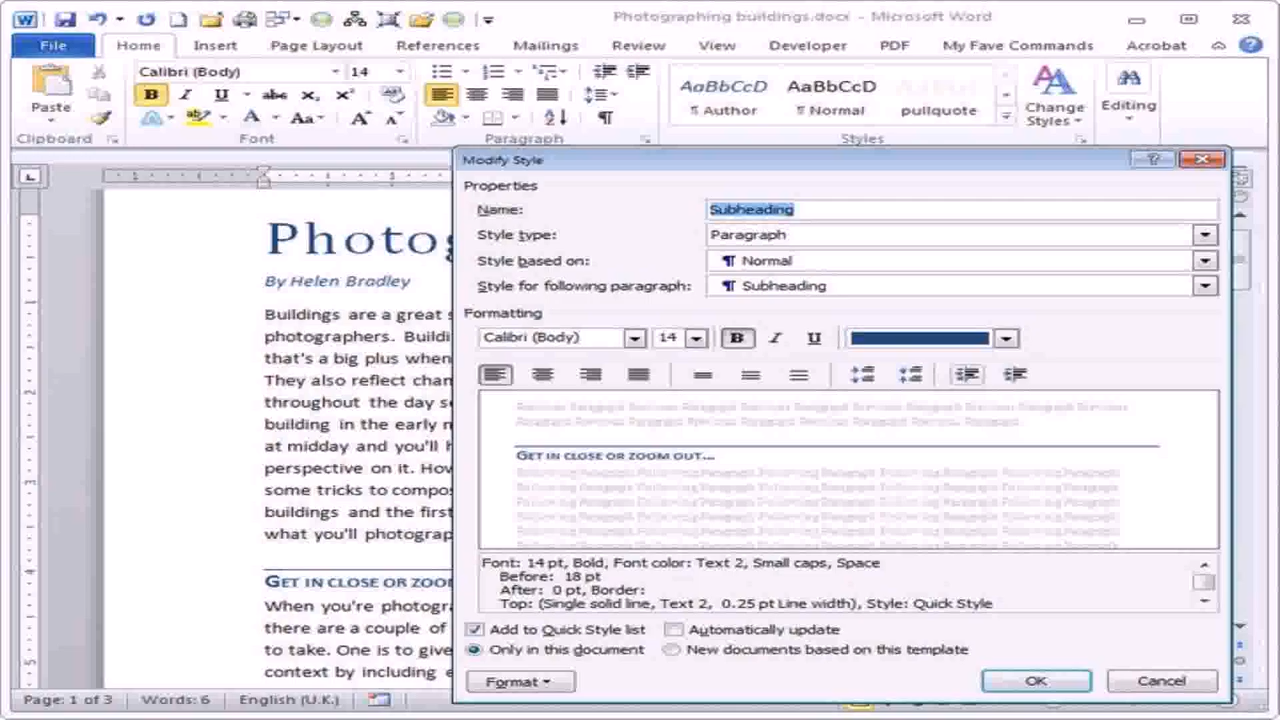 Photographing buildings.docx - Microsoft Word
File Home Insert Page Layout References Mailings Review View Developer PDF My Fave Commands Acrobat
Calibri (Body) 14
Paste
B I U abc X₂ X²
Aa A A
AaBbCcD AaBbCcD
¶ Author ¶ Normal pullquote
Change
Styles
Editing
Clipboard Font Paragraph Styles
Modify Style
Properties
Name: Subheading
Style type: Paragraph
Style based on: ¶ Normal
Style for following paragraph: ¶ Subheading
Formatting
Calibri (Body) 14 B I U
GET IN CLOSE OR ZOOM OUT...
Font: 14 pt, Bold, Font color: Text 2, Small caps, Space
Before: 18 pt
After: 0 pt, Border:
Top: (Single solid line, Text 2, 0.25 pt Line width), Style: Quick Style
Add to Quick Style list Automatically update
Only in this document New documents based on this template
Format OK Cancel
Photog
By Helen Bradley
Buildings are a great
photographers. Buildi
that's a big plus when
They also reflect chan
throughout the day s
building in the early
at midday and you'll
perspective on it. How
some tricks to compos
buildings and the first
what you'll photograp
GET IN CLOSE OR ZOO
When you're photogr
there are a couple of
to take. One is to give
context by including
Page: 1 of 3 Words: 6 English (U.K.)